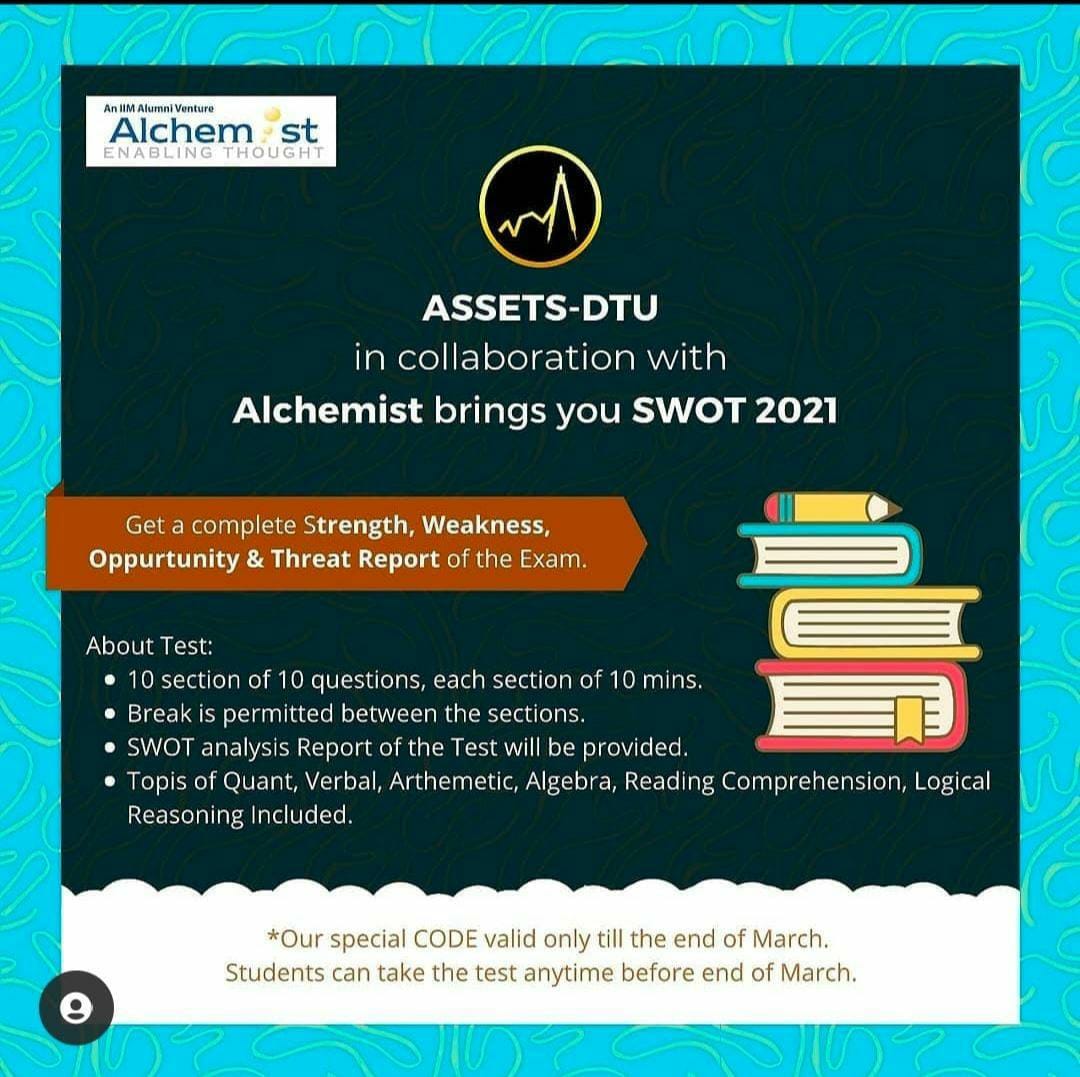 An IIM Alumni Venture
Alchemist
ENABLING THOUGHT
ASSETS-DTU
in collaboration with
Alchemist brings you SWOT 2021
Get a complete Strength, Weakness,
Oppurtunity & Threat Report of the Exam.
About Test:
• 10 section of 10 questions, each section of 10 mins.
• Break is permitted between the sections.
• SWOT analysis Report of the Test will be provided.
• Topis of Quant, Verbal, Arthemetic, Algebra, Reading Comprehension, Logical
Reasoning Included.
*Our special CODE valid only till the end of March.
Students can take the test anytime before end of March.